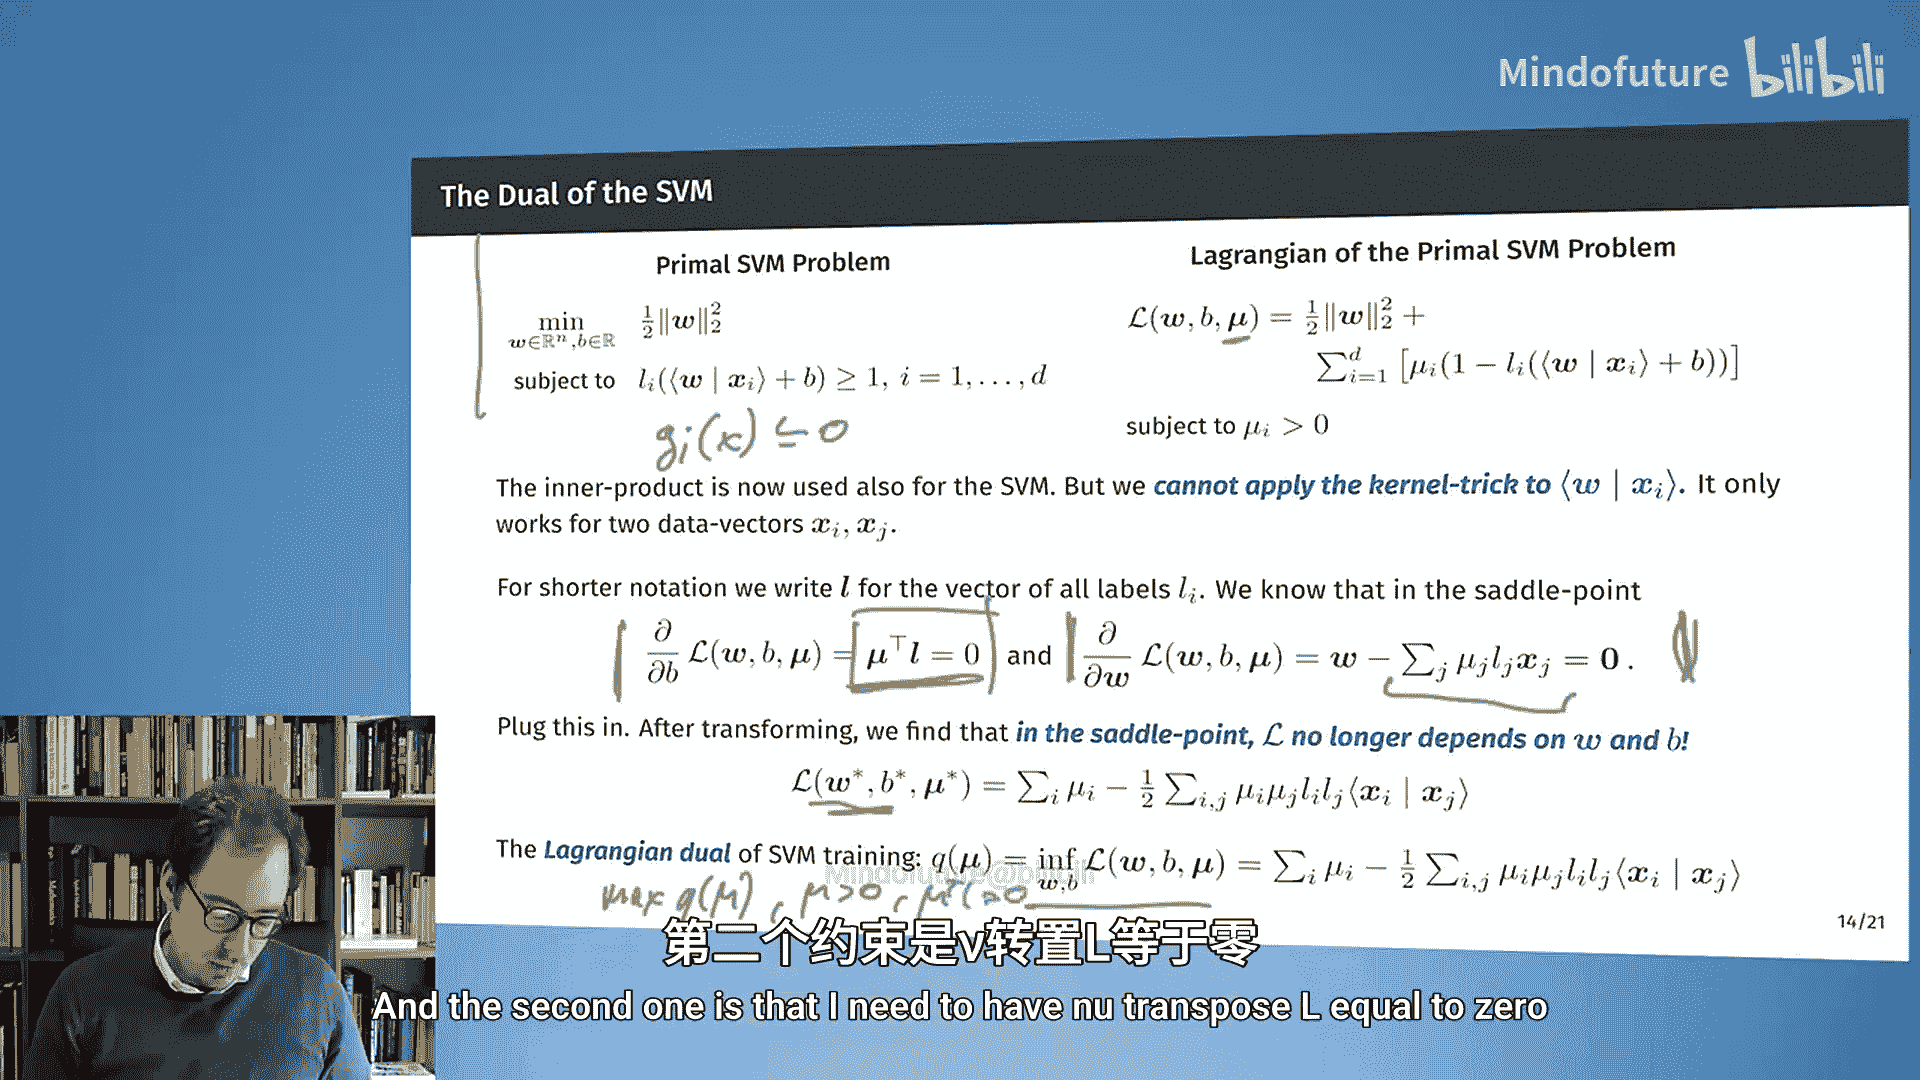 Mindofuture bilibili
The Dual of the SVM
Primal SVM Problem
min w∈ℝⁿ,b∈ℝ ½‖w‖₂²
subject to lᵢ(⟨w | xᵢ⟩ + b) ≥ 1, i = 1, . . . , d
gᵢ(x) ≤ 0
Lagrangian of the Primal SVM Problem
ℒ(w, b, μ) = ½‖w‖₂² +
∑ᵢ₌₁ᵈ [μᵢ(1 − lᵢ(⟨w | xᵢ⟩ + b))]
subject to μᵢ > 0
The inner-product is now used also for the SVM. But we cannot apply the kernel-trick to ⟨w | xᵢ⟩. It only
works for two data-vectors xᵢ, xⱼ.
For shorter notation we write l for the vector of all labels lᵢ. We know that in the saddle-point
∂/∂b ℒ(w, b, μ) = μ⊤l = 0 and ∂/∂w ℒ(w, b, μ) = w − ∑ⱼ μⱼlⱼxⱼ = 0 .
Plug this in. After transforming, we find that in the saddle-point, ℒ no longer depends on w and b!
ℒ(w*, b*, μ*) = ∑ᵢ μᵢ − ½ ∑ᵢ,ⱼ μᵢμⱼlᵢlⱼ⟨xᵢ | xⱼ⟩
The Lagrangian dual of SVM training: q(μ) = inf w,b ℒ(w, b, μ) = ∑ᵢ μᵢ − ½ ∑ᵢ,ⱼ μᵢμⱼlᵢlⱼ⟨xᵢ | xⱼ⟩
Mindofuture@bilibili
max q(μ) , μ>0 , μᵀl=0
14/21
第二个约束是ν转置L等于零
And the second one is that I need to have nu transpose L equal to zero